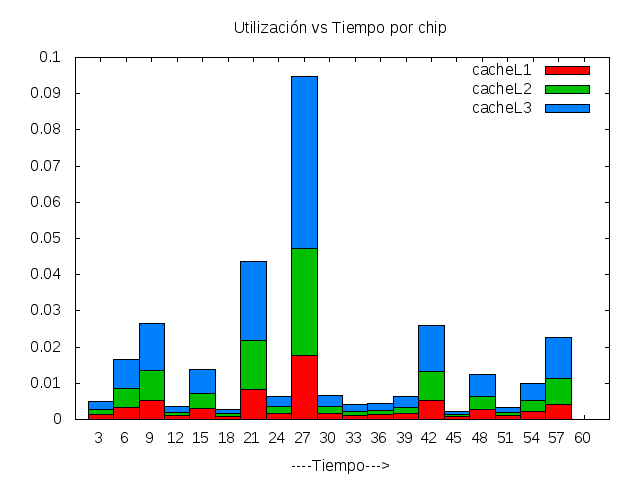 Utilización vs Tiempo por chip
cacheL1
cacheL2
cacheL3
0.1
0.09
0.08
0.07
0.06
0.05
0.04
0.03
0.02
0.01
0
3 6 9 12 15 18 21 24 27 30 33 36 39 42 45 48 51 54 57 60
----Tiempo--->